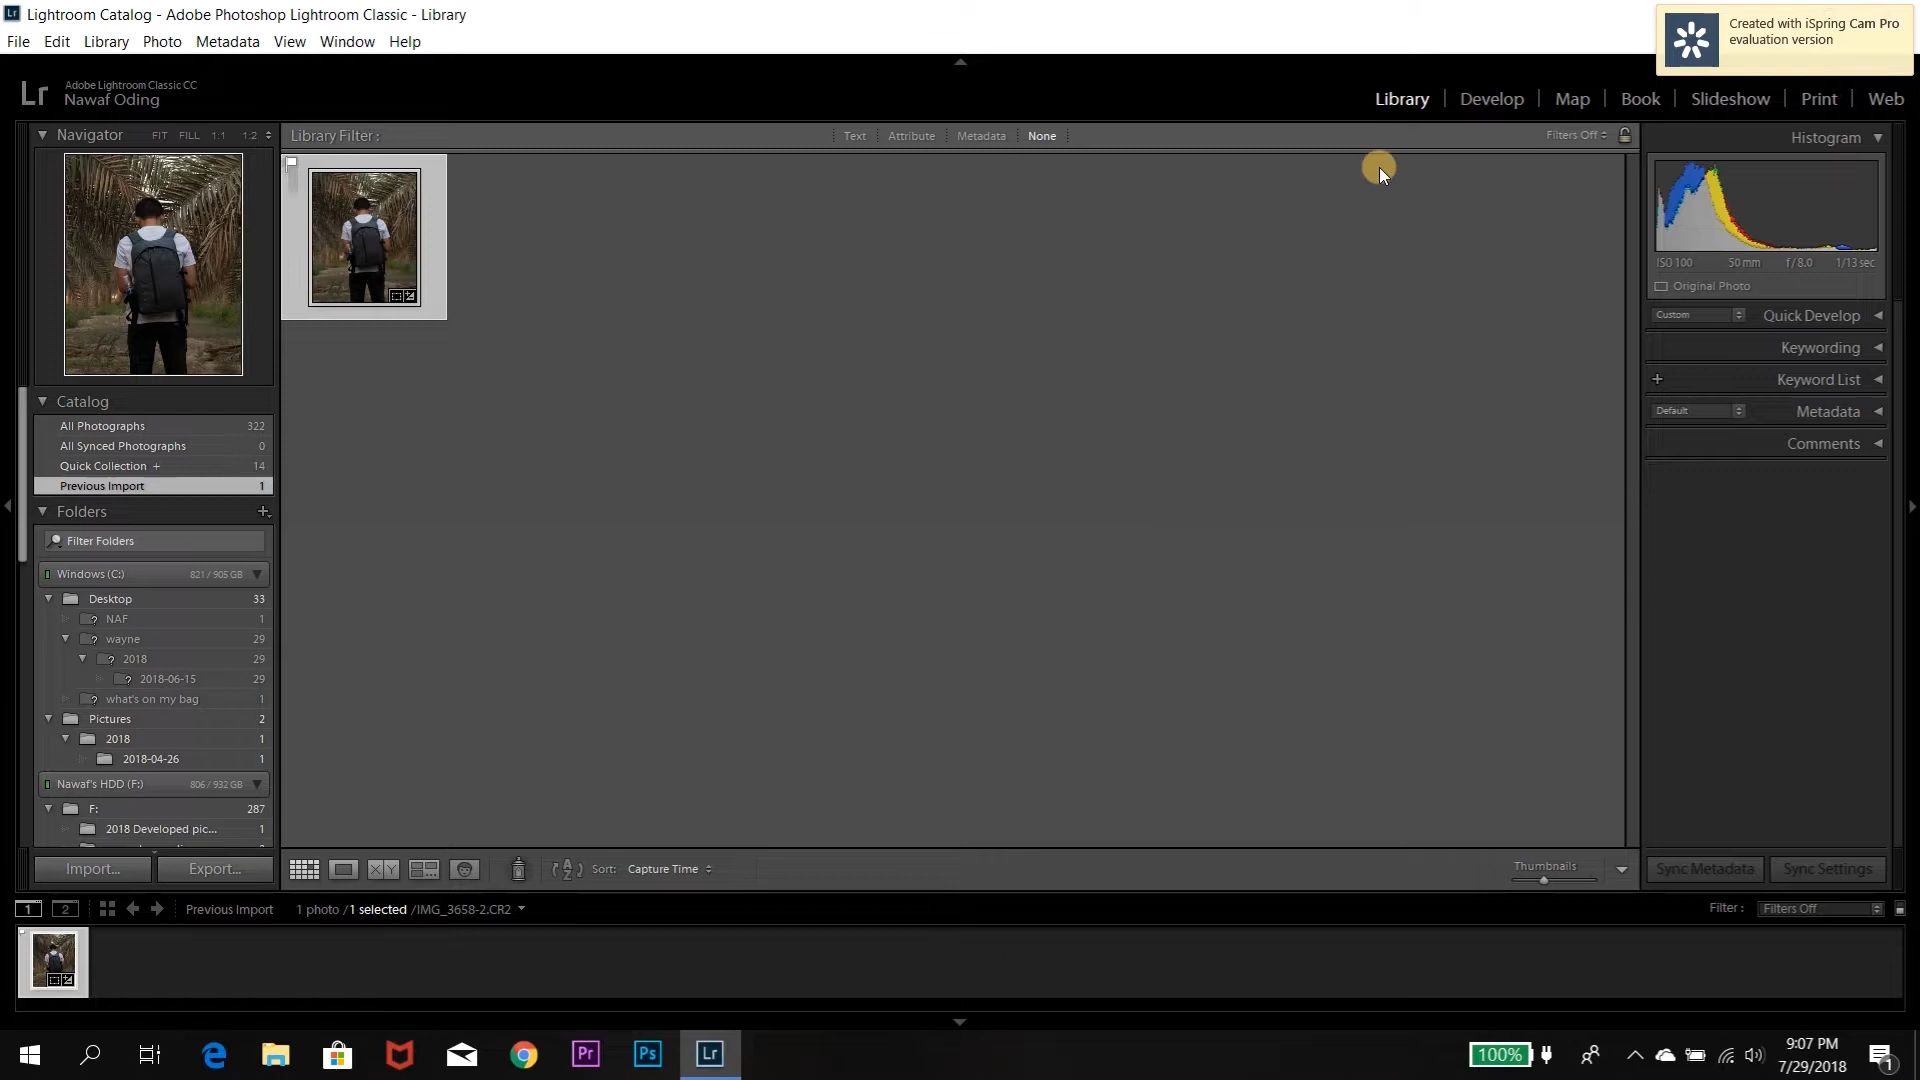 Lightroom Catalog - Adobe Photoshop Lightroom Classic - Library
Created with iSpring Cam Pro
evaluation version
File Edit Library Photo Metadata View Window Help
Lr Adobe Lightroom Classic CC
Nawaf Oding
Library Develop Map Book Slideshow Print Web
Navigator FIT FILL 1:1 1:2
Library Filter : Text Attribute Metadata None Filters Off
Histogram
ISO 100 50 mm f / 8.0 1/13 sec
Original Photo
Custom Quick Develop
Keywording
Keyword List
Default Metadata
Comments
Catalog
All Photographs 322
All Synced Photographs 0
Quick Collection + 14
Previous Import 1
Folders
Filter Folders
Windows (C:) 821 / 905 GB
Desktop 33
NAF 1
wayne 29
2018 29
2018-06-15 29
what's on my bag 1
Pictures 2
2018 1
2018-04-26 1
Nawaf's HDD (F:) 806 / 932 GB
F: 287
2018 Developed pic... 1
Import... Export...
XY Sort: Capture Time Thumbnails
Sync Metadata Sync Settings
1 2 Previous Import 1 photo / 1 selected / IMG_3658-2.CR2 Filter : Filters Off
Pr Ps Lr 100% 9:07 PM
7/29/2018
1